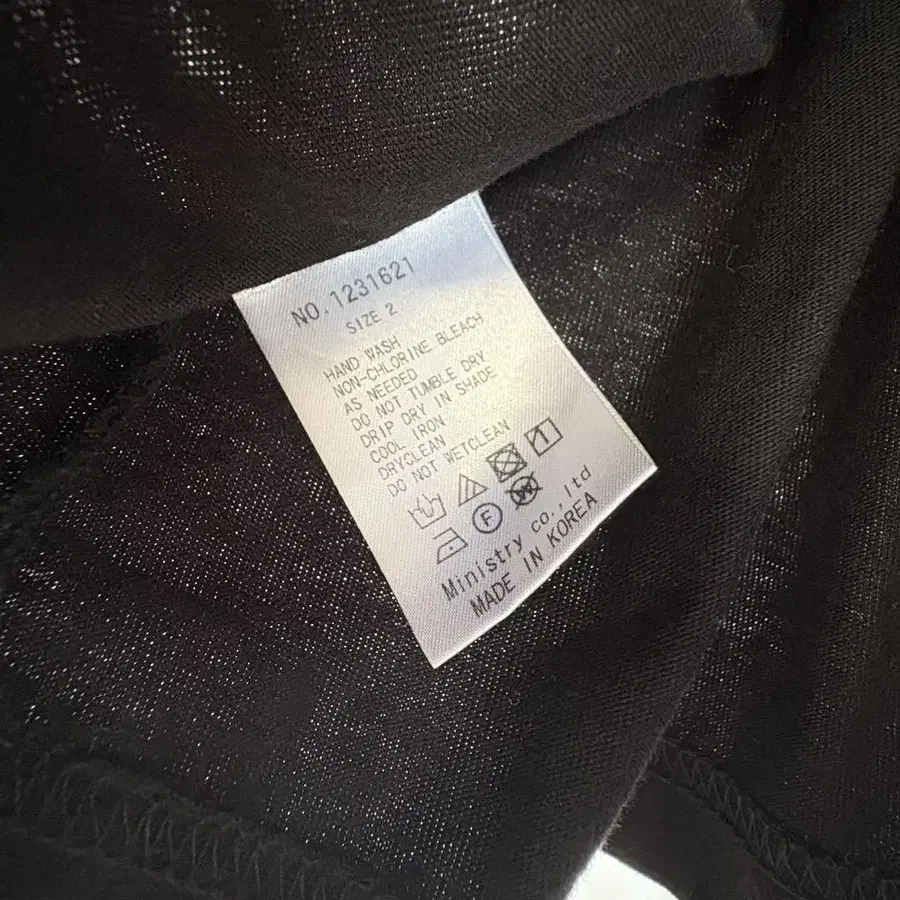 NO.1231621
SIZE 2
HAND WASH
NON-CHLORINE BLEACH
AS NEEDED
DO NOT TUMBLE DRY
DRIP DRY IN SHADE
COOL IRON
DRYCLEAN
DO NOT WETCLEAN
F W
Ministry co.,ltd
MADE IN KOREA